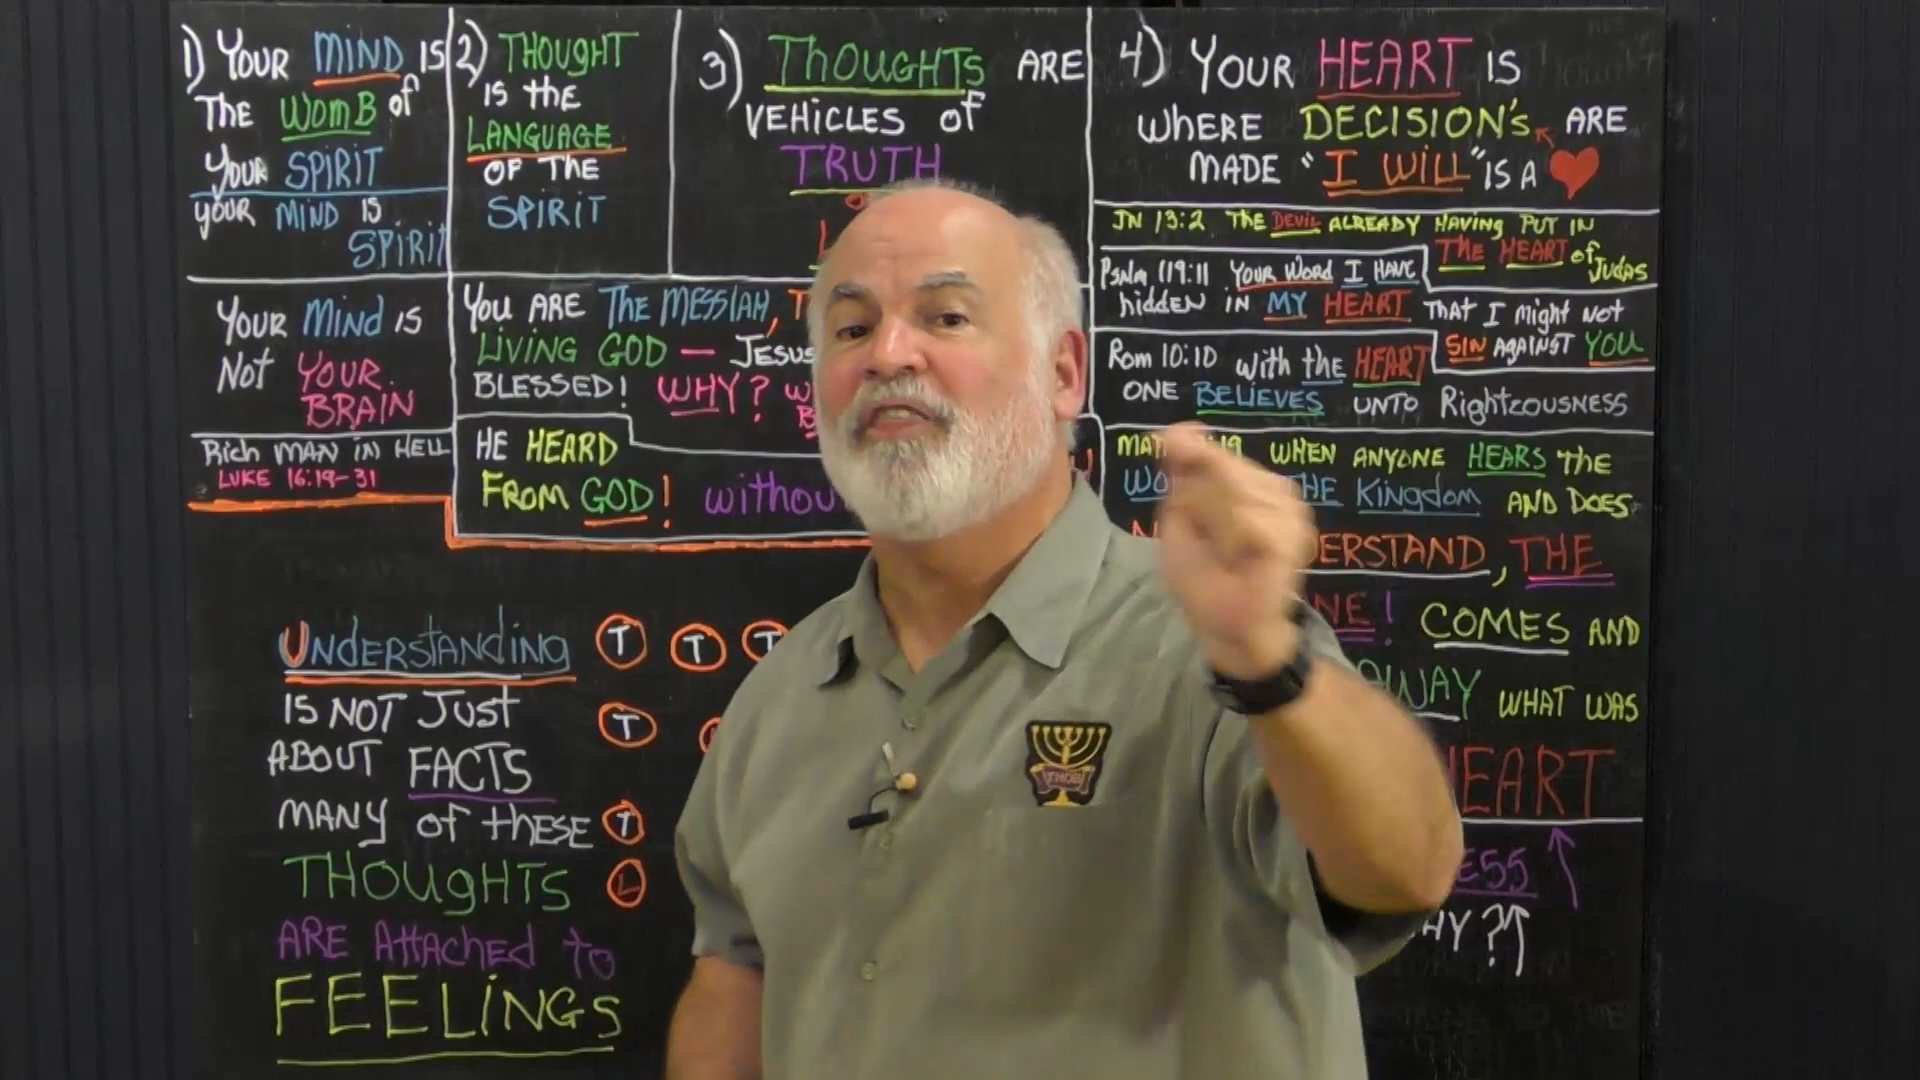 1) YOUR MIND IS
THE WOMB of
YOUR SPIRIT
YOUR MIND IS
SPIRIT
YOUR MIND IS
NOT YOUR
BRAIN
Rich MAN IN HELL
LUKE 16:19-31
2) THOUGHT
IS the
LANGUAGE
OF THE
SPIRIT
3) THOUGHTS ARE
VEHICLES of
TRUTH
YOU ARE THE MESSIAH,
LIVING GOD — JESUS
BLESSED! WHY?
HE HEARD
FROM GOD!
4) YOUR HEART IS
WHERE DECISION'S ARE
MADE "I WILL" IS A
JN 13:2 THE DEVIL ALREADY HAVING PUT IN
THE HEART of
JUDAS
PSALM 119:11 YOUR WORD I HAVE
hidden IN MY HEART THAT I might Not
SIN AGAINST YOU
Rom 10:10 with the HEART
ONE BELIEVES UNTO RIGHTEOUSNESS
WHEN ANYONE HEARS THE
Kingdom AND DOES
, THE
COMES AND
AWAY WHAT WAS
HEART
UNDERSTANDING T T T
IS NOT JUST T
ABOUT FACTS
MANY of thESE T
THOUGHTS L
ARE Attached to
FEELINGS
THOB